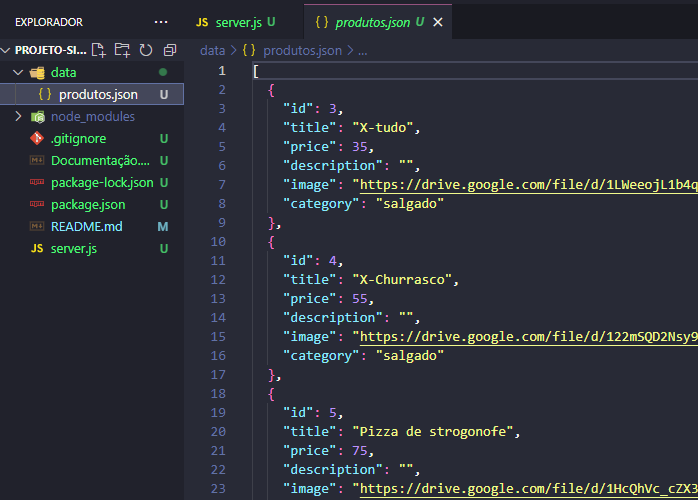 EXPLORADOR ···
JS server.js U
{ } produtos.json U ×
PROJETO-SI...
data > { } produtos.json > ...
data
{ } produtos.json U
node_modules
.gitignore U
M↓ Documentação.... U
npm package-lock.json U
npm package.json U
M↓ README.md M
JS server.js U
1 [
2 {
3 "id": 3,
4 "title": "X-tudo",
5 "price": 35,
6 "description": "",
7 "image": "https://drive.google.com/file/d/1LWeeojL1b4q
8 "category": "salgado"
9 },
10 {
11 "id": 4,
12 "title": "X-Churrasco",
13 "price": 55,
14 "description": "",
15 "image": "https://drive.google.com/file/d/122mSQD2Nsy9
16 "category": "salgado"
17 },
18 {
19 "id": 5,
20 "title": "Pizza de strogonofe",
21 "price": 75,
22 "description": "",
23 "image": "https://drive.google.com/file/d/1HcQhVc_cZX3